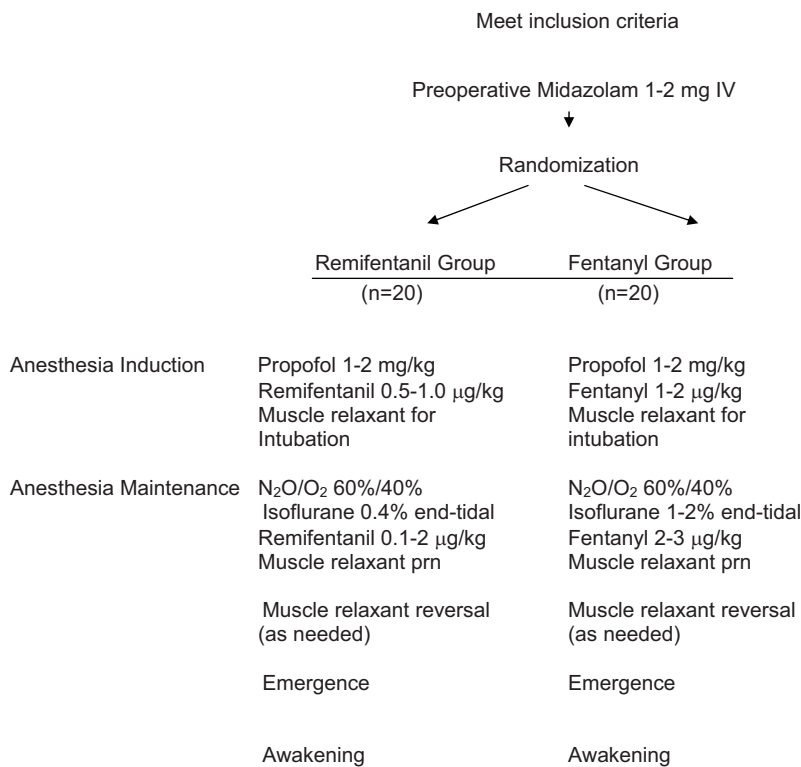 Meet inclusion criteria
Preoperative Midazolam 1-2 mg IV
Randomization
Remifentanil Group Fentanyl Group
(n=20) (n=20)
Anesthesia Induction Propofol 1-2 mg/kg Propofol 1-2 mg/kg
Remifentanil 0.5-1.0 μg/kg Fentanyl 1-2 μg/kg
Muscle relaxant for Muscle relaxant for
Intubation intubation
Anesthesia Maintenance N₂O/O₂ 60%/40% N₂O/O₂ 60%/40%
Isoflurane 0.4% end-tidal Isoflurane 1-2% end-tidal
Remifentanil 0.1-2 μg/kg Fentanyl 2-3 μg/kg
Muscle relaxant prn Muscle relaxant prn
Muscle relaxant reversal Muscle relaxant reversal
(as needed) (as needed)
Emergence Emergence
Awakening Awakening